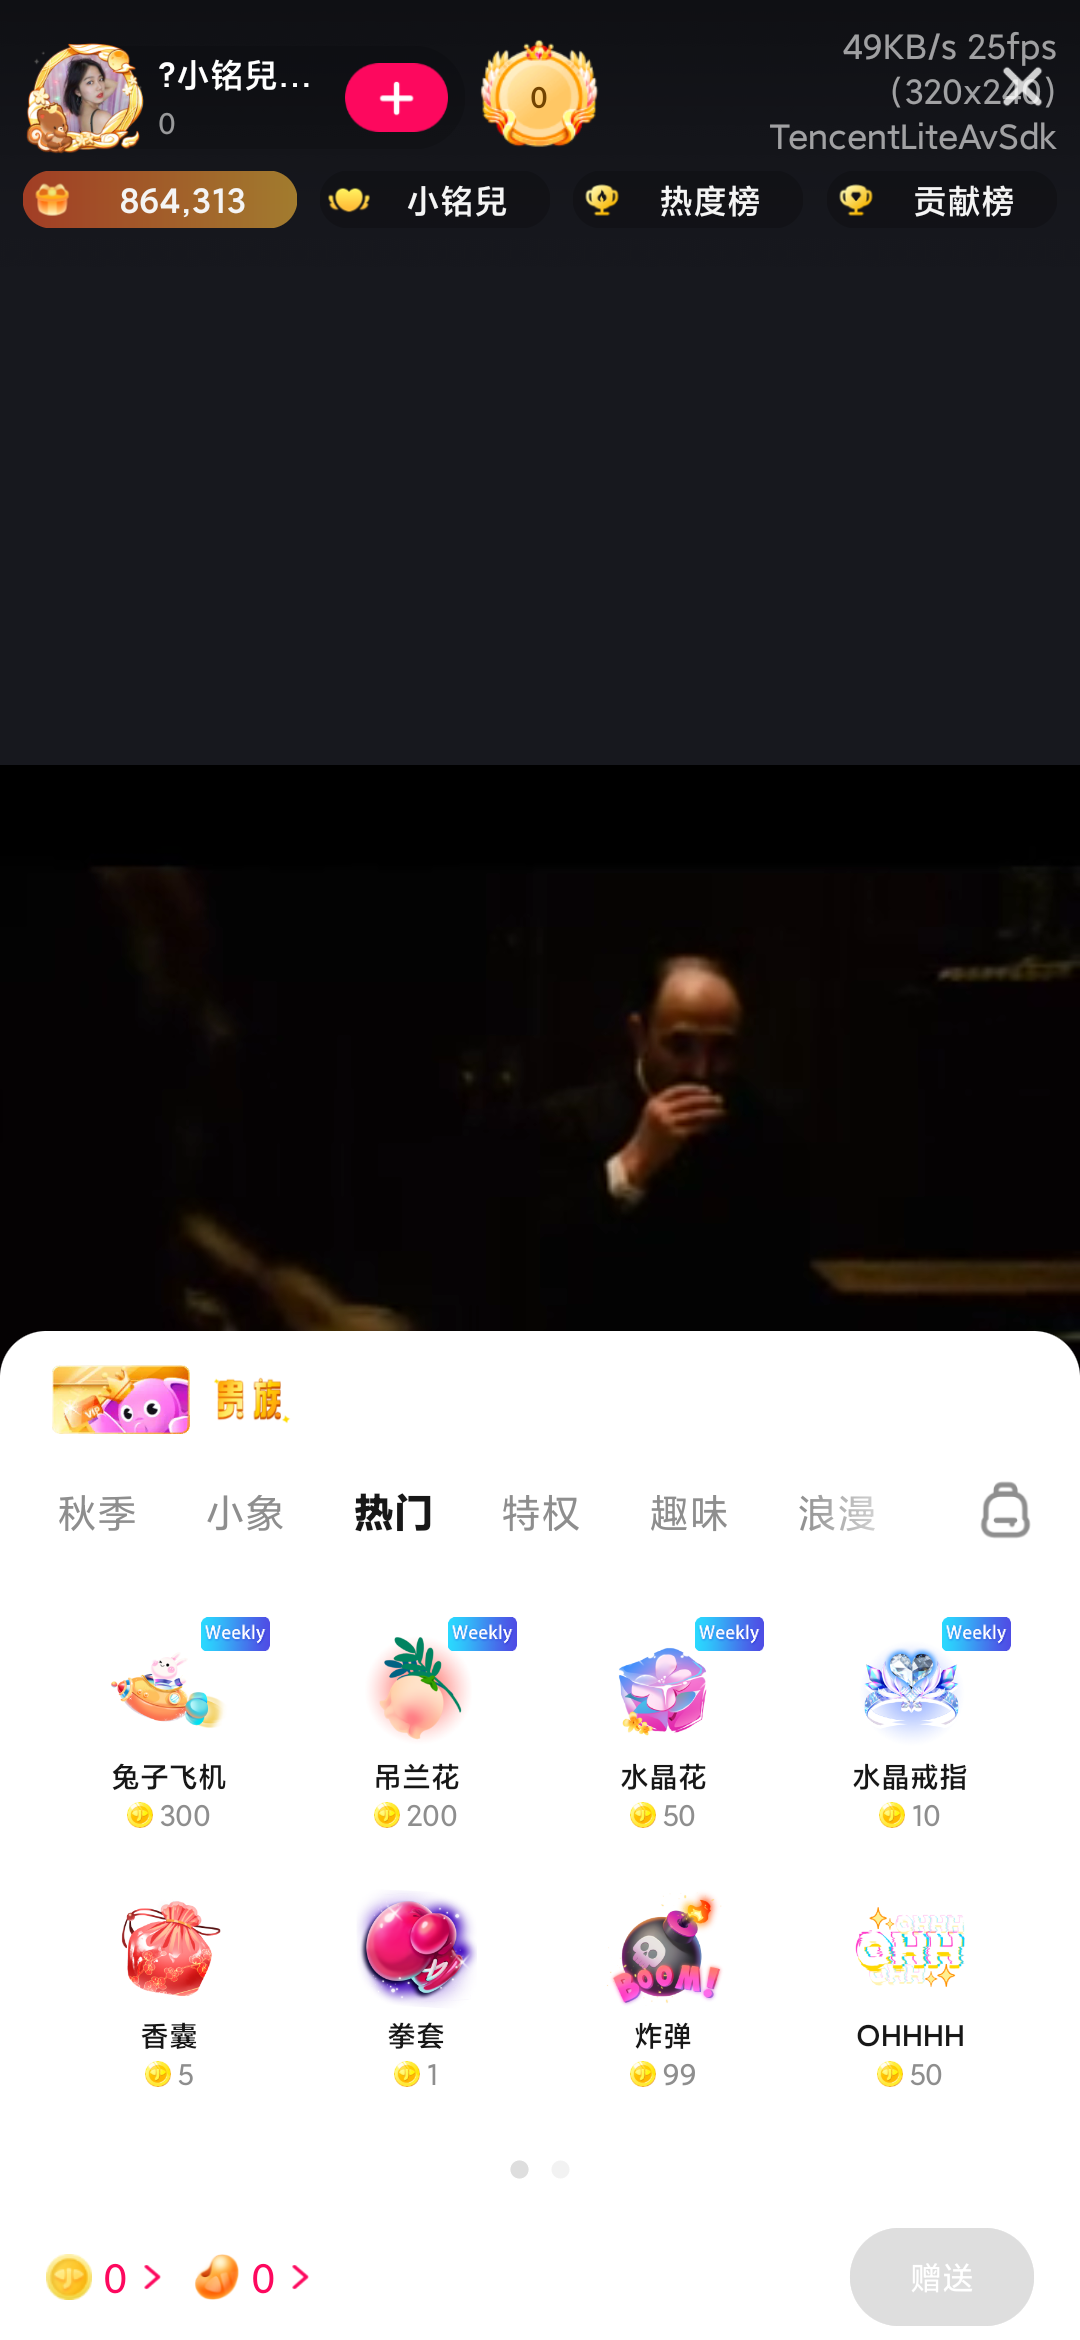 ?小铭兒...
0
0
49KB/s 25fps
(320x240)
TencentLiteAvSdk
864,313
小铭兒
热度榜
贡献榜
VIP
贵族
秋季
小象
热门
特权
趣味
浪漫
Weekly
Weekly
Weekly
Weekly
兔子飞机
吊兰花
水晶花
水晶戒指
300
200
50
10
BOOM!
OHHH
香囊
拳套
炸弹
OHHHH
5
1
99
50
0
0
赠送